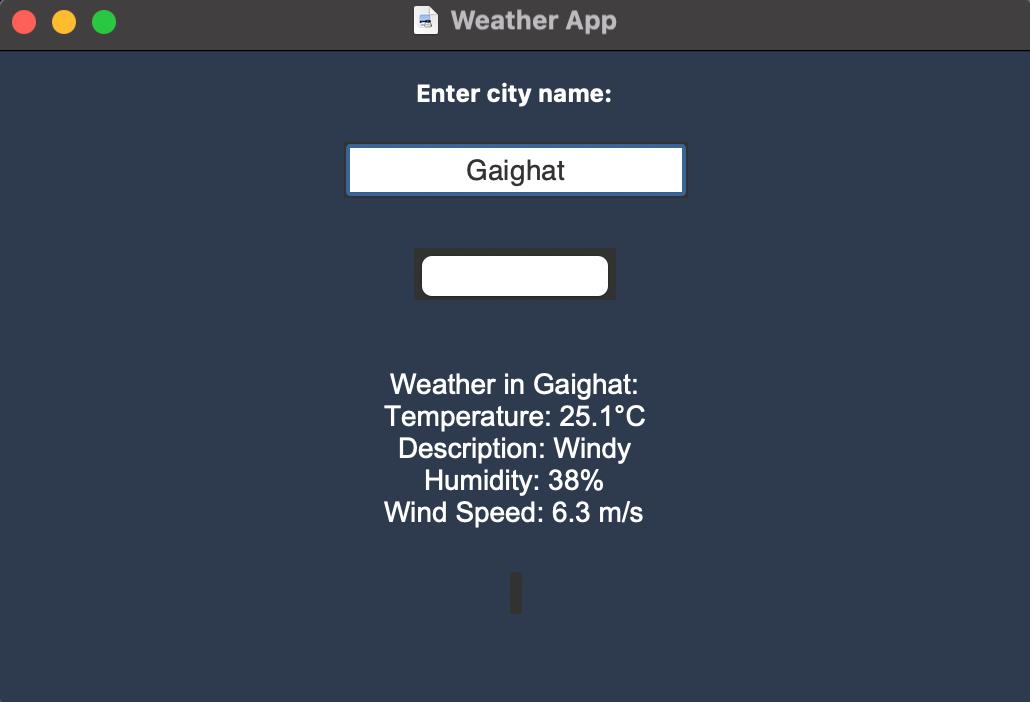 Weather App
Enter city name:
Gaighat
Weather in Gaighat:
Temperature: 25.1°C
Description: Windy
Humidity: 38%
Wind Speed: 6.3 m/s